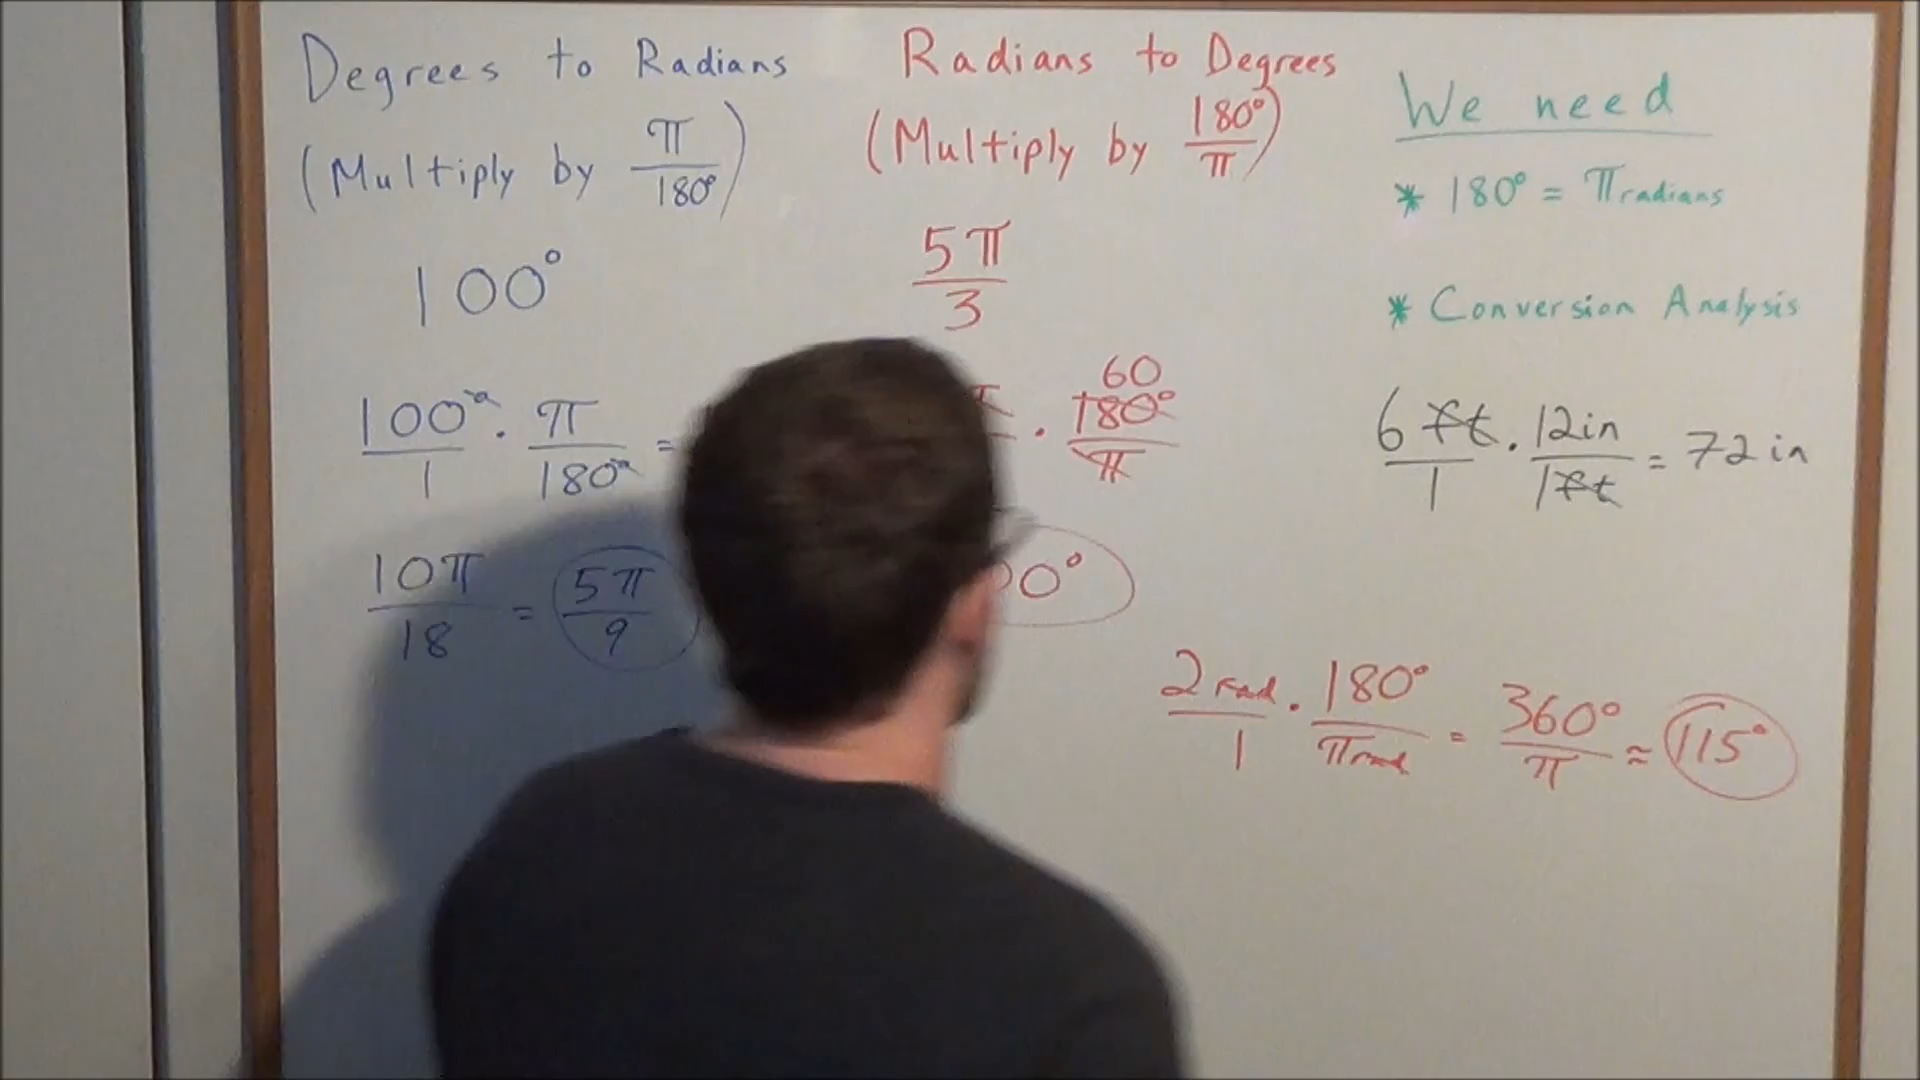 Degrees to Radians
(Multiply by π/180°)
100°
100°/1 · π/180° =
10π/18 = 5π/9
Radians to Degrees
(Multiply by 180°/π)
5π/3
60
· 180°/π
0°
2 rad/1 · 180°/π rad = 360°/π ≈ 115°
We need
* 180° = π radians
* Conversion Analysis
6 ft/1 · 12 in/1 ft = 72 in